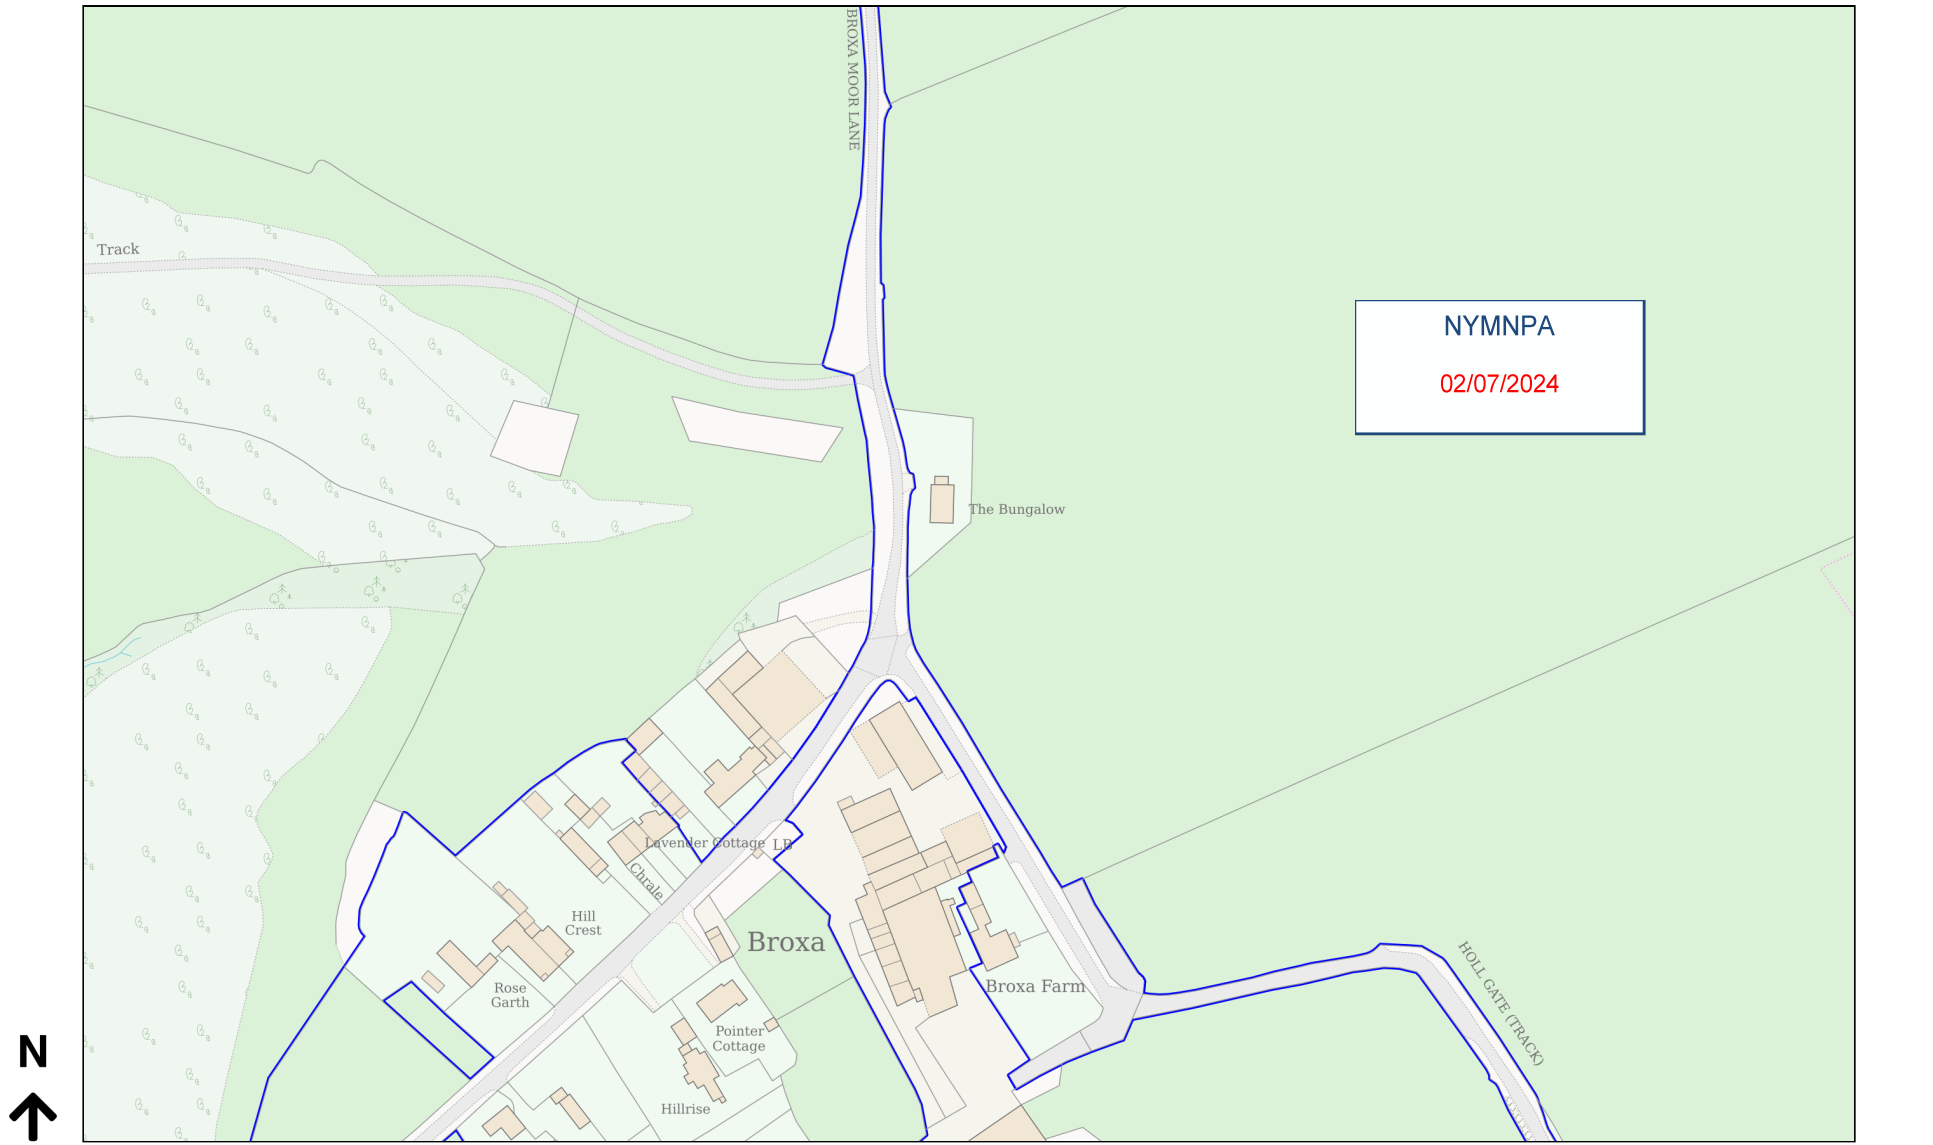 BROXA MOOR LANE
Track
NYMNPA
02/07/2024
The Bungalow
Lavender Cottage
LB
Chrale
Hill
Crest
Broxa
HOLL GATE (TRACK)
Rose
Garth
Broxa Farm
Pointer
Cottage
N
Hillrise